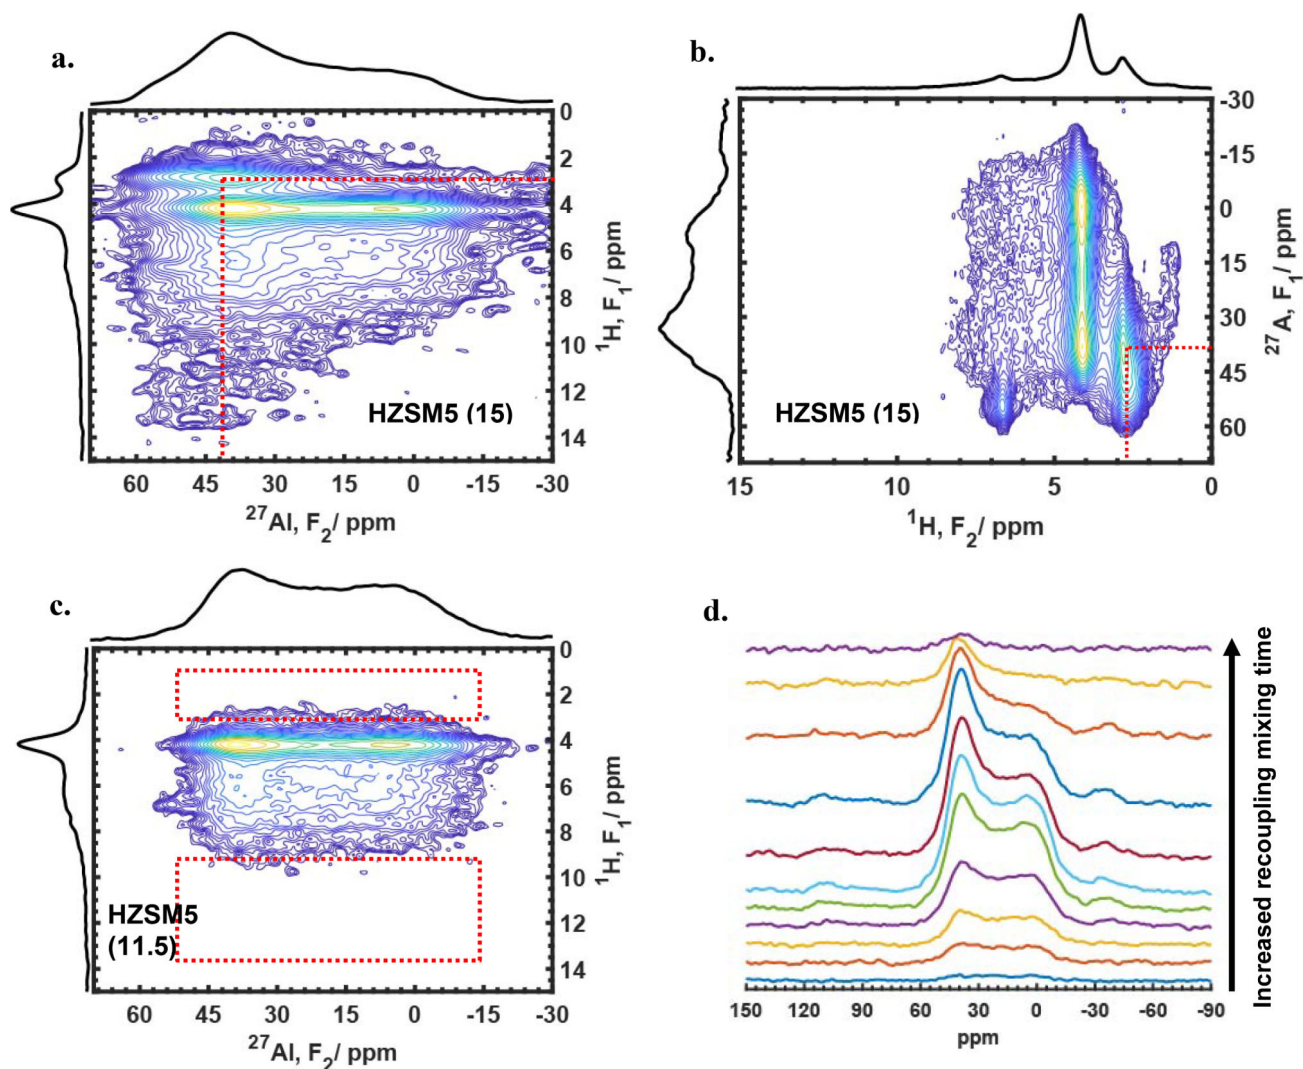 a.
0
2
4
6
8
10
12
14
¹H, F₁/ ppm
HZSM5 (15)
60 45 30 15 0 -15 -30
²⁷Al, F₂/ ppm
b.
-30
-15
0
15
30
45
60
²⁷A, F₁/ ppm
HZSM5 (15)
15 10 5 0
¹H, F₂/ ppm
c.
0
2
4
6
8
10
12
14
¹H, F₁/ ppm
HZSM5
(11.5)
60 45 30 15 0 -15 -30
²⁷Al, F₂/ ppm
d.
Increased recoupling mixing time
150 120 90 60 30 0 -30 -60 -90
ppm